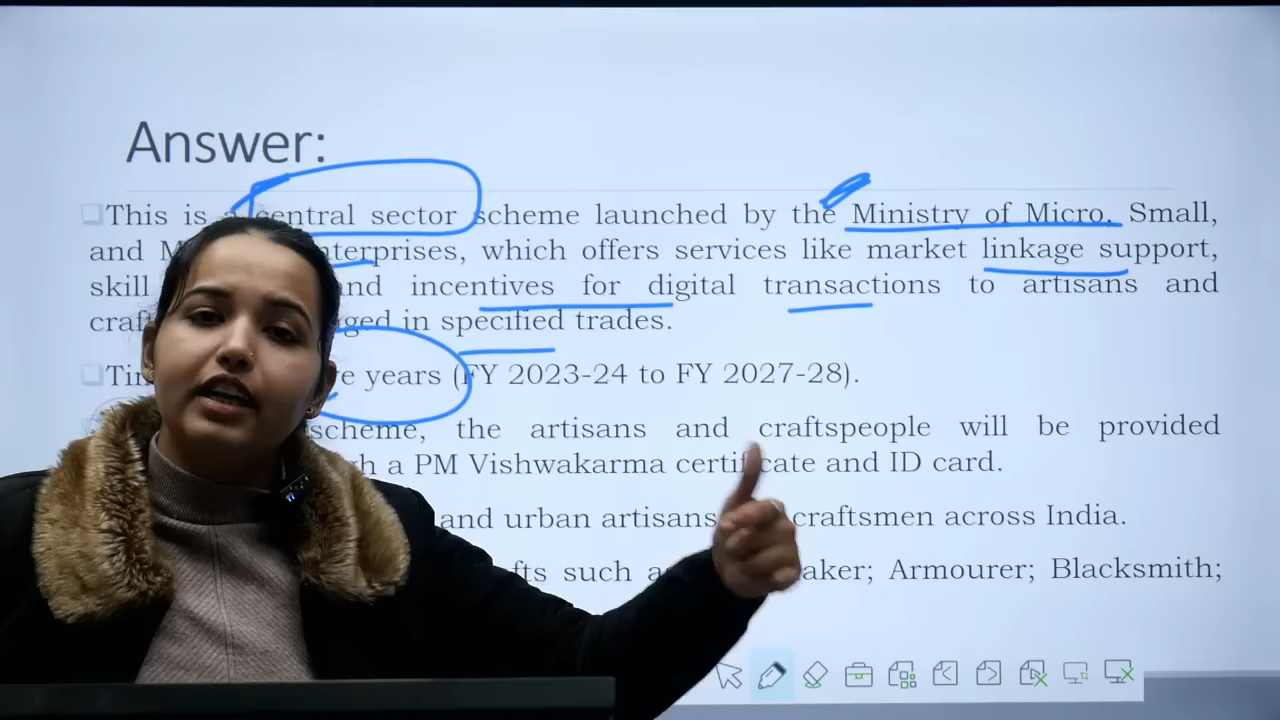 Answer:
This is a central sector scheme launched by the Ministry of Micro, Small,
and enterprises, which offers services like market linkage support,
skill and incentives for digital transactions to artisans and
in specified trades.
years (FY 2023-24 to FY 2027-28).
scheme, the artisans and craftspeople will be provided
a PM Vishwakarma certificate and ID card.
and urban artisans craftsmen across India.
such Armourer; Blacksmith;